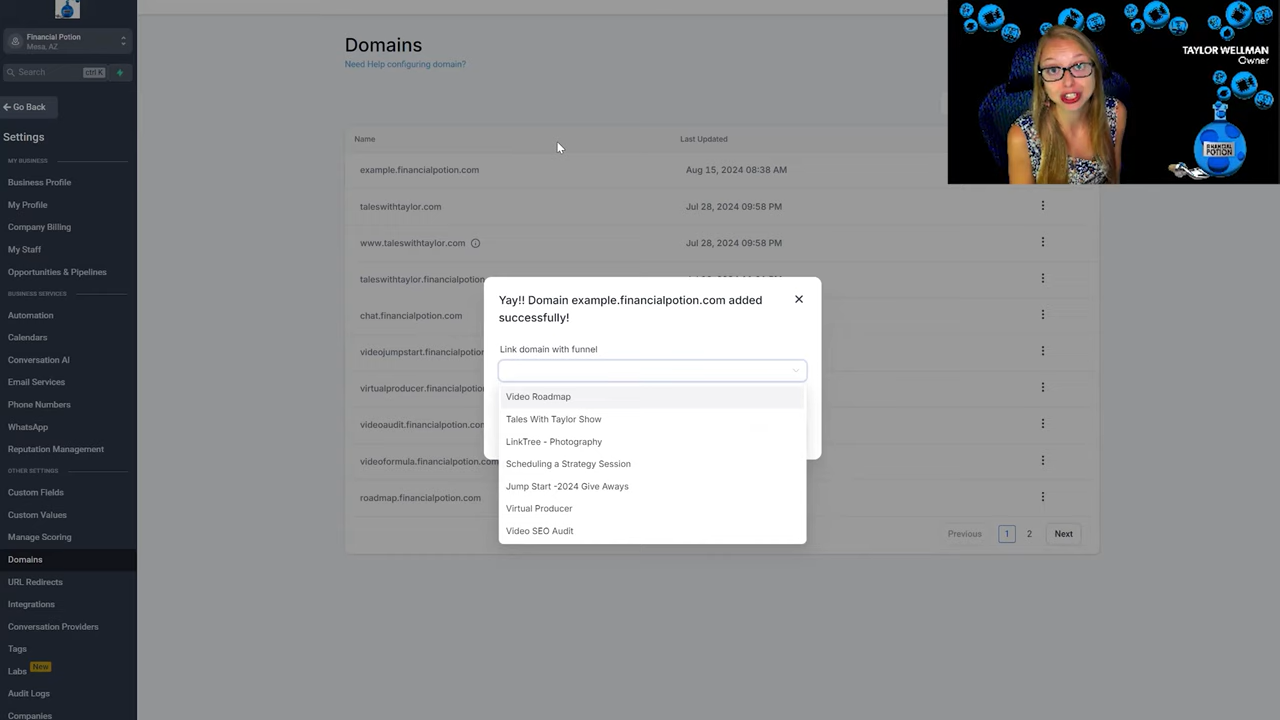 Financial Potion
Mesa, AZ
Search
ctrl K
Go Back
Settings
MY BUSINESS
Business Profile
My Profile
Company Billing
My Staff
Opportunities & Pipelines
BUSINESS SERVICES
Automation
Calendars
Conversation AI
Email Services
Phone Numbers
WhatsApp
Reputation Management
OTHER SETTINGS
Custom Fields
Custom Values
Manage Scoring
Domains
URL Redirects
Integrations
Conversation Providers
Tags
Labs New
Audit Logs
Companies
Domains
Need Help configuring domain?
Name Last Updated
example.financialpotion.com Aug 15, 2024 08:38 AM
taleswithtaylor.com Jul 28, 2024 09:58 PM
www.taleswithtaylor.com Jul 28, 2024 09:58 PM
taleswithtaylor.financialpotion
chat.financialpotion.com
videojumpstart.financialpotion
virtualproducer.financialpotion
videoaudit.financialpotion.com
videoformula.financialpotion.com
roadmap.financialpotion.com
Previous 1 2 Next
Yay!! Domain example.financialpotion.com added
successfully!
Link domain with funnel
Video Roadmap
Tales With Taylor Show
LinkTree - Photography
Scheduling a Strategy Session
Jump Start -2024 Give Aways
Virtual Producer
Video SEO Audit
TAYLOR WELLMAN
Owner
FINANCIAL
POTION